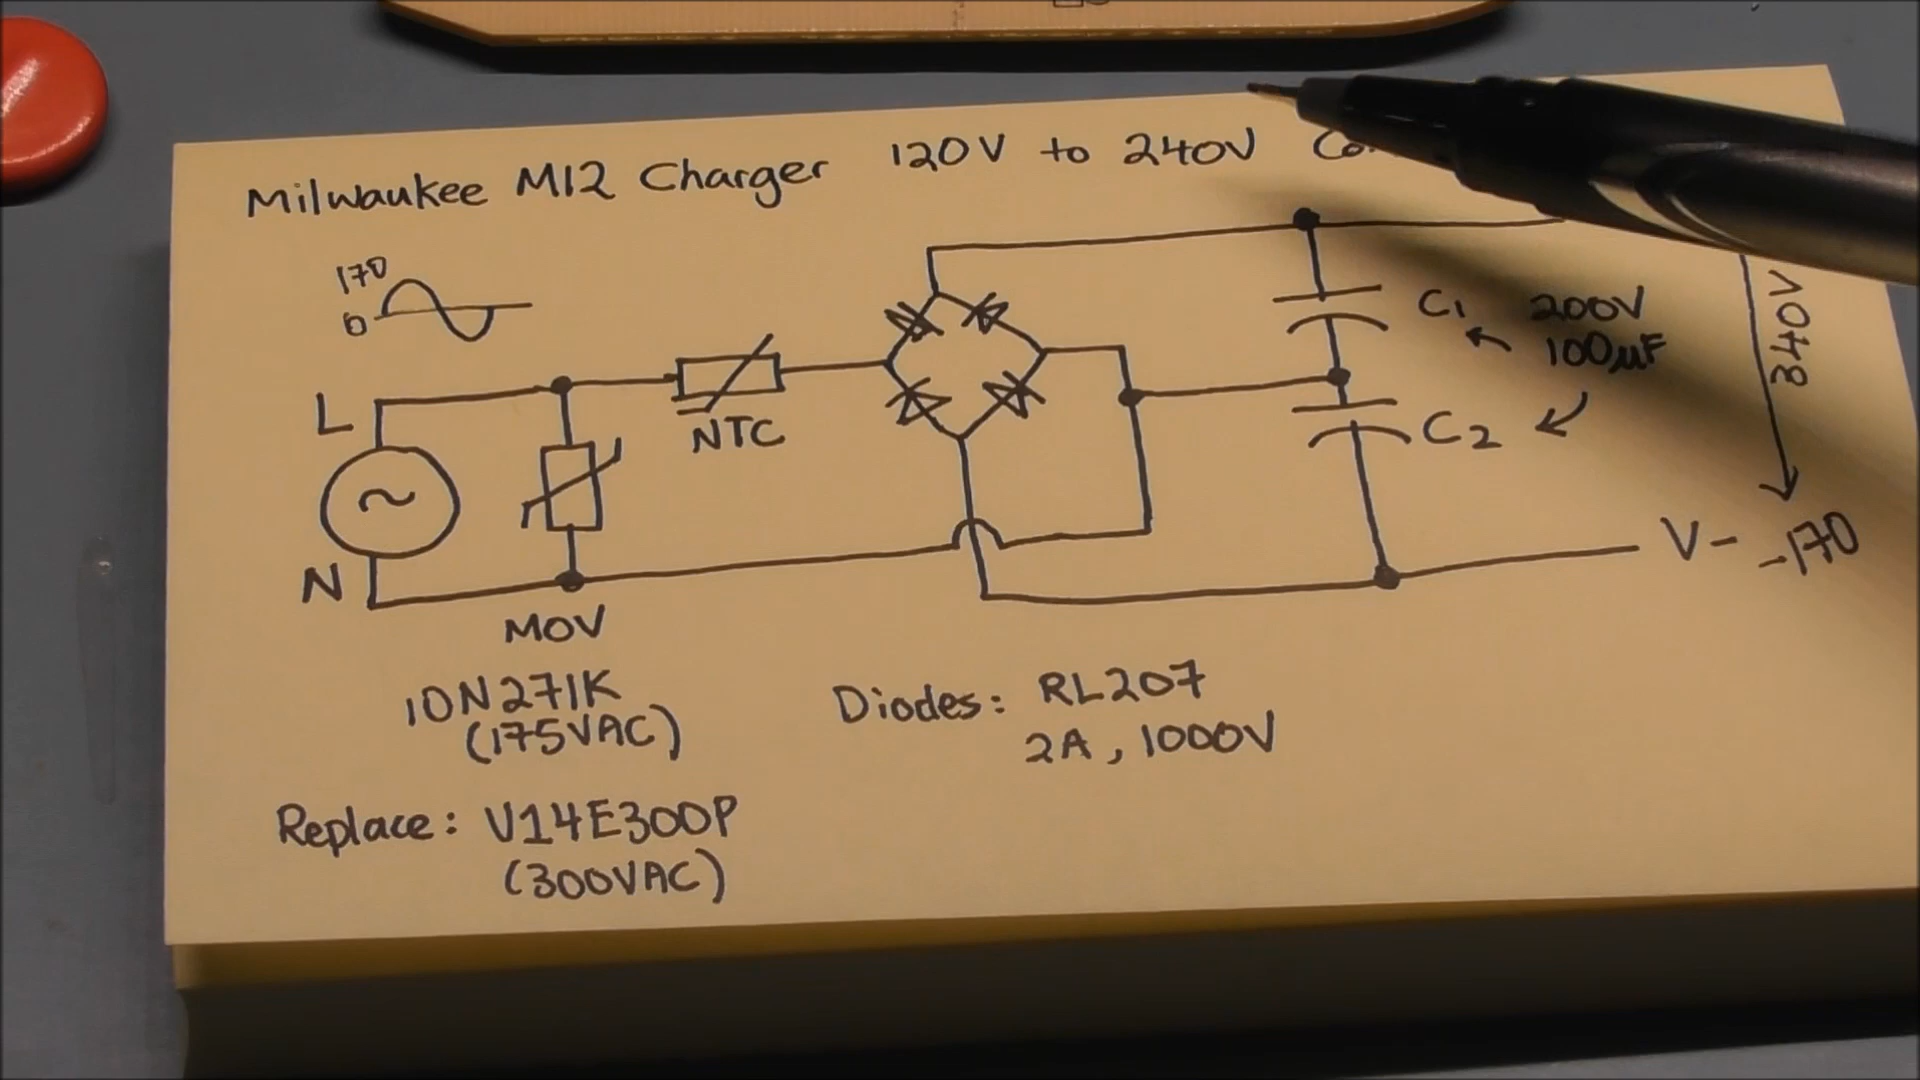 Milwaukee M12 Charger 120V to 240V
170
0
L
N
~
NTC
MOV
10N271K
(175VAC)
Replace: V14E300P
(300VAC)
Diodes: RL207
2A, 1000V
C1 200V
100µF
C2
340V
V- -170